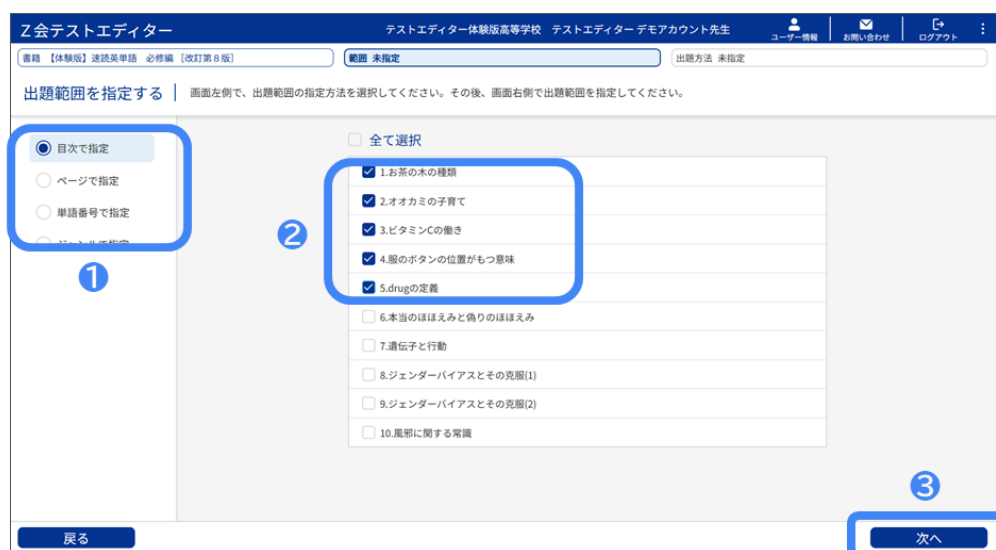 Z会テストエディター
テストエディター体験版高等学校 テストエディター デモアカウント先生
ユーザー情報
お問い合わせ
ログアウト
書籍 【体験版】速読英単語 必修編 [改訂第8版]
範囲 未指定
出題方法 未指定
出題範囲を指定する
画面左側で、出題範囲の指定方法を選択してください。その後、画面右側で出題範囲を指定してください。
目次で指定
ページで指定
単語番号で指定
ジャンルで指定
1
全て選択
1.お茶の木の種類
2.オオカミの子育て
3.ビタミンCの働き
4.服のボタンの位置がもつ意味
5.drugの定義
6.本当のほほえみと偽りのほほえみ
7.遺伝子と行動
8.ジェンダーバイアスとその克服(1)
9.ジェンダーバイアスとその克服(2)
10.風邪に関する常識
2
3
戻る
次へ